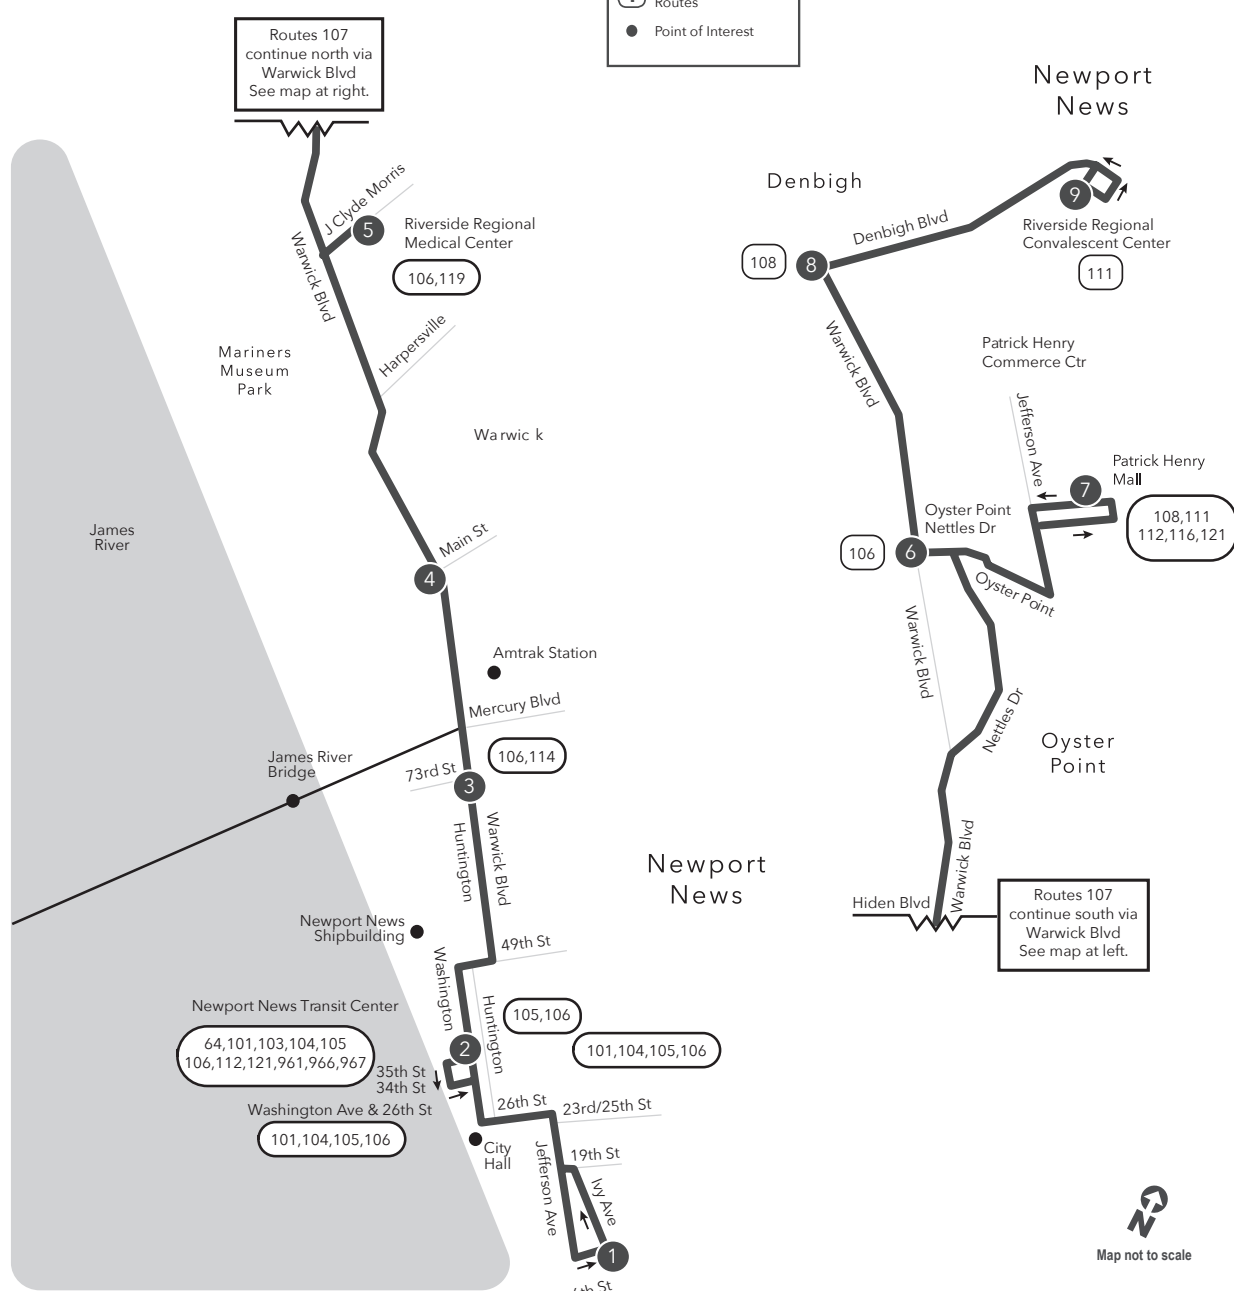 Routes
Point of Interest
Routes 107
continue north via
Warwick Blvd
See map at right.
Newport
News
J Clyde Morris
5
Riverside Regional
Medical Center
106,119
Warwick Blvd
Denbigh
Denbigh Blvd
9
Riverside Regional
Convalescent Center
111
108
8
Mariners
Museum
Park
Harpersville
Warwick Blvd
Patrick Henry
Commerce Ctr
Warwick
Jefferson Ave
Patrick Henry
Mall
7
108,111
112,116,121
James
River
Main St
4
Oyster Point
Nettles Dr
106
6
Oyster Point
Warwick Blvd
Amtrak Station
Mercury Blvd
Nettles Dr
Oyster
Point
James River
Bridge
73rd St
3
106,114
Huntington
Warwick Blvd
Newport
News
Warwick Blvd
Hiden Blvd
Routes 107
continue south via
Warwick Blvd
See map at left.
Newport News
Shipbuilding
49th St
Washington
Huntington
Newport News Transit Center
64,101,103,104,105
106,112,121,961,966,967
2
105,106
101,104,105,106
35th St
34th St
Washington Ave & 26th St
101,104,105,106
26th St
23rd/25th St
City
Hall
Jefferson Ave
19th St
Ivy Ave
1
N
Map not to scale